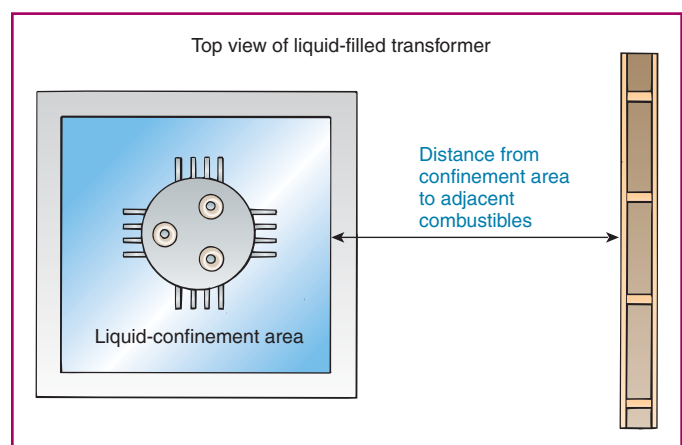 Top view of liquid-filled transformer
Distance from
confinement area
to adjacent
combustibles
Liquid-confinement area